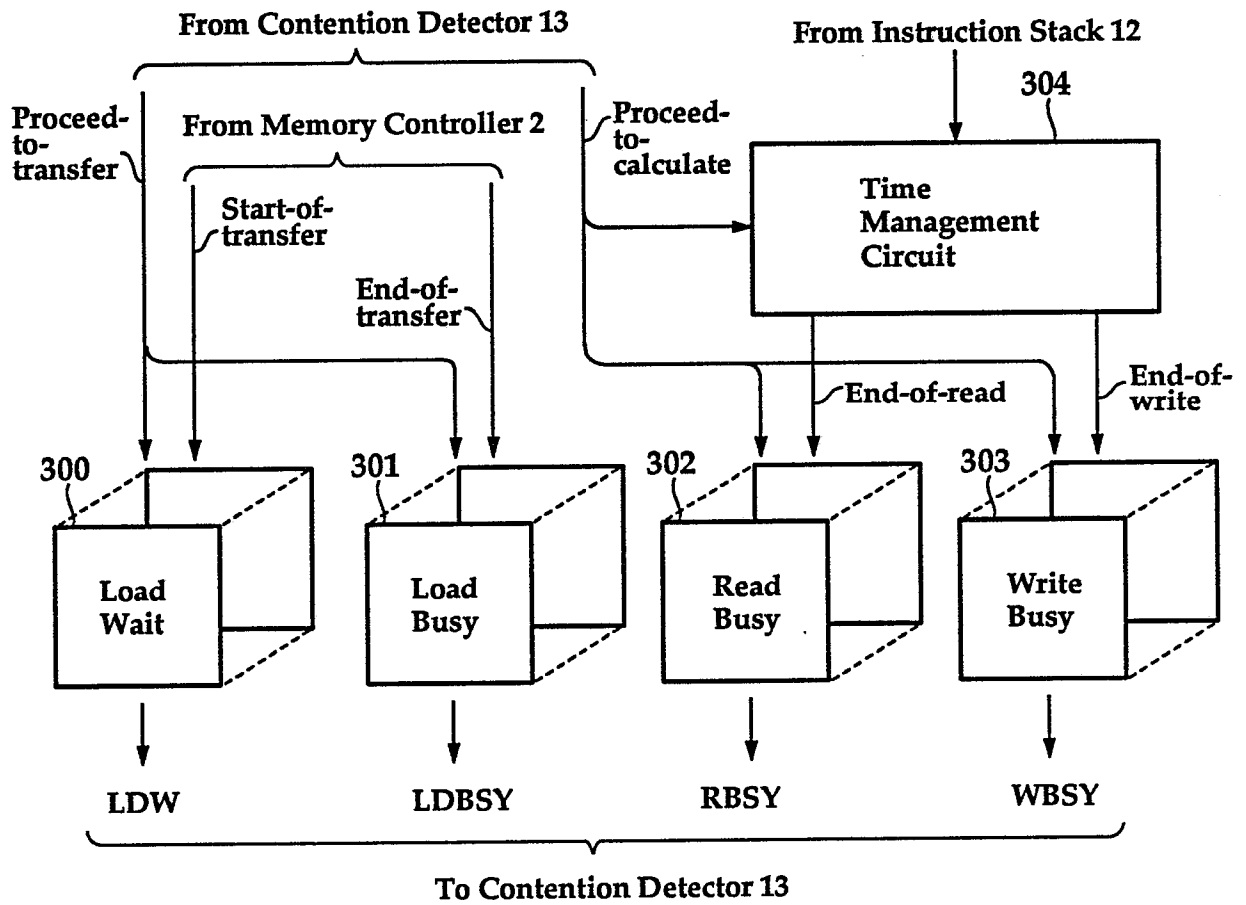 From Contention Detector 13
From Instruction Stack 12
304
Proceed-
to-
transfer
From Memory Controller 2
Proceed-
to-
calculate
Start-of-
transfer
Time
Management
Circuit
End-of-
transfer
End-of-read
End-of-
write
300
301
302
303
Load
Wait
Load
Busy
Read
Busy
Write
Busy
LDW
LDBSY
RBSY
WBSY
To Contention Detector 13